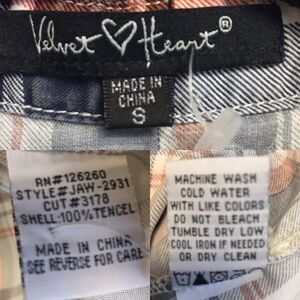 Velvet Heart®
MADE IN
CHINA
S
RN#126260
STYLE#JAW-2931
CUT#3178
SHELL:100%TENCEL
MADE IN CHINA
SEE REVERSE FOR CARE
MACHINE WASH
COLD WATER
WITH LIKE COLORS
DO NOT BLEACH
TUMBLE DRY LOW
COOL IRON IF NEEDED
OR DRY CLEAN